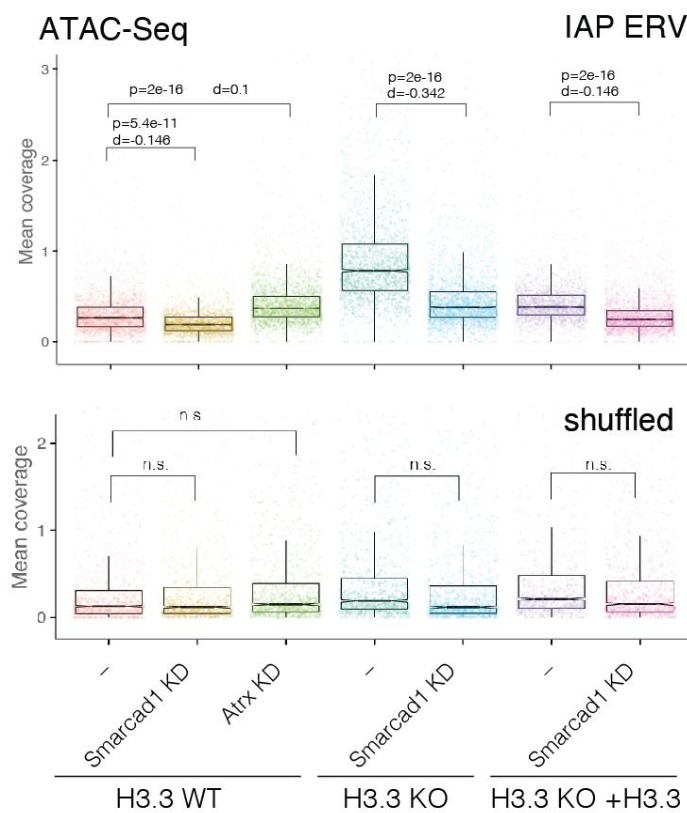 ATAC-Seq IAP ERV
3
p=2e-16 d=0.1
p=2e-16
d=-0.342
p=2e-16
d=-0.146
p=5.4e-11
d=-0.146
2
1
0
Mean coverage
shuffled
n s
n.s. n.s. n.s.
2
1
0
Mean coverage
– Smarcad1 KD Atrx KD – Smarcad1 KD – Smarcad1 KD
H3.3 WT H3.3 KO H3.3 KO +H3.3